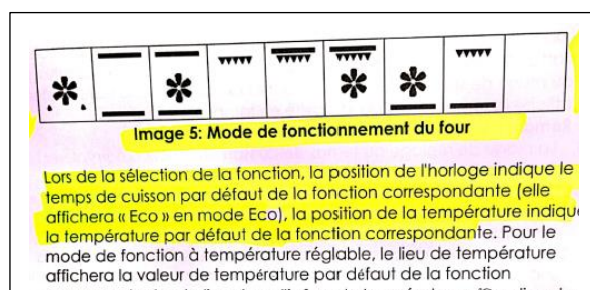 Image 5: Mode de fonctionnement du four
Lors de la sélection de la fonction, la position de l'horloge indique le
temps de cuisson par défaut de la fonction correspondante (elle
affichera « Eco » en mode Eco), la position de la température indique
la température par défaut de la fonction correspondante. Pour le
mode de fonction à température réglable, le lieu de température
affichera la valeur de température par défaut de la fonction